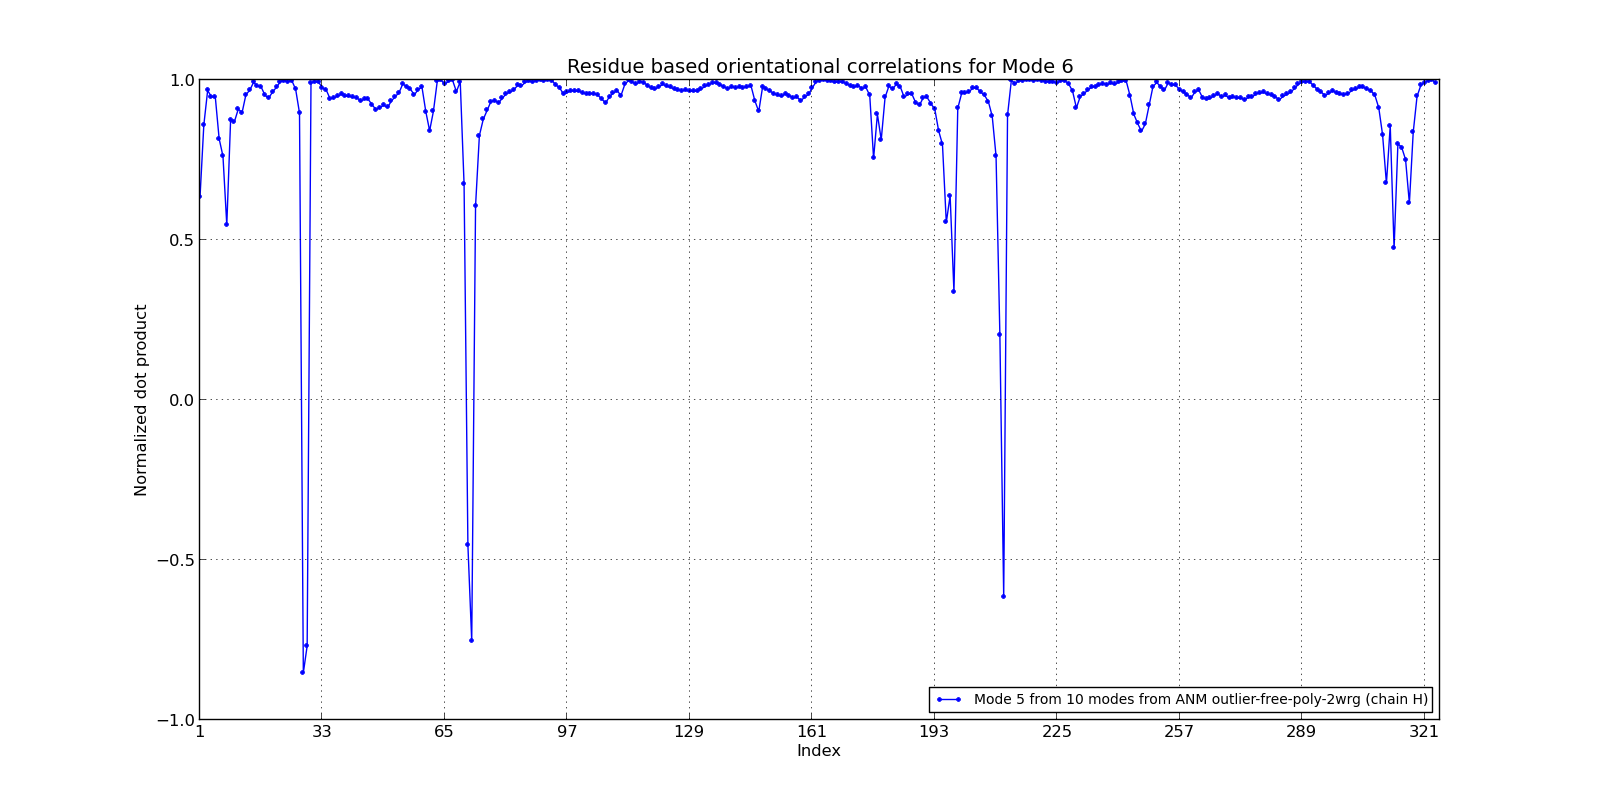 Residue based orientational correlations for Mode 6
1.0
0.5
0.0
−0.5
−1.0
Normalized dot product
Mode 5 from 10 modes from ANM outlier-free-poly-2wrg (chain H)
1 33 65 97 129 161 193 225 257 289 321
Index